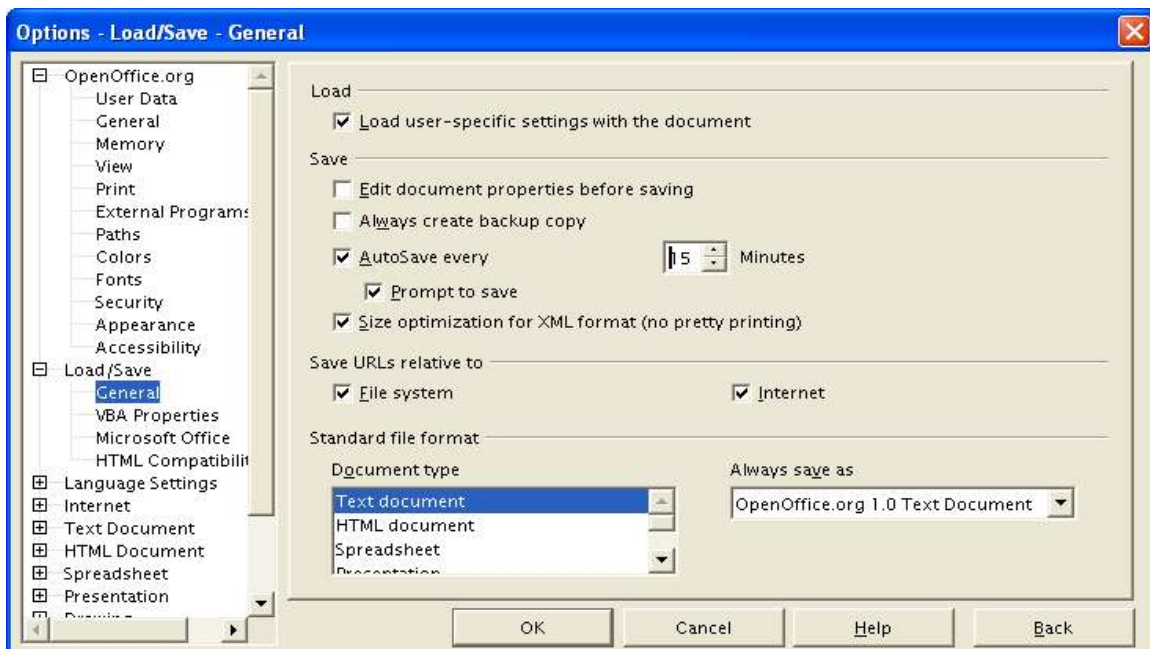 Options - Load/Save - General
OpenOffice.org
User Data
General
Memory
View
Print
External Programs
Paths
Colors
Fonts
Security
Appearance
Accessibility
Load/Save
General
VBA Properties
Microsoft Office
HTML Compatibilit
Language Settings
Internet
Text Document
HTML Document
Spreadsheet
Presentation
Drawing
Load
Load user-specific settings with the document
Save
Edit document properties before saving
Always create backup copy
AutoSave every 15 Minutes
Prompt to save
Size optimization for XML format (no pretty printing)
Save URLs relative to
File system Internet
Standard file format
Document type Always save as
Text document OpenOffice.org 1.0 Text Document
HTML document
Spreadsheet
Presentation
OK Cancel Help Back